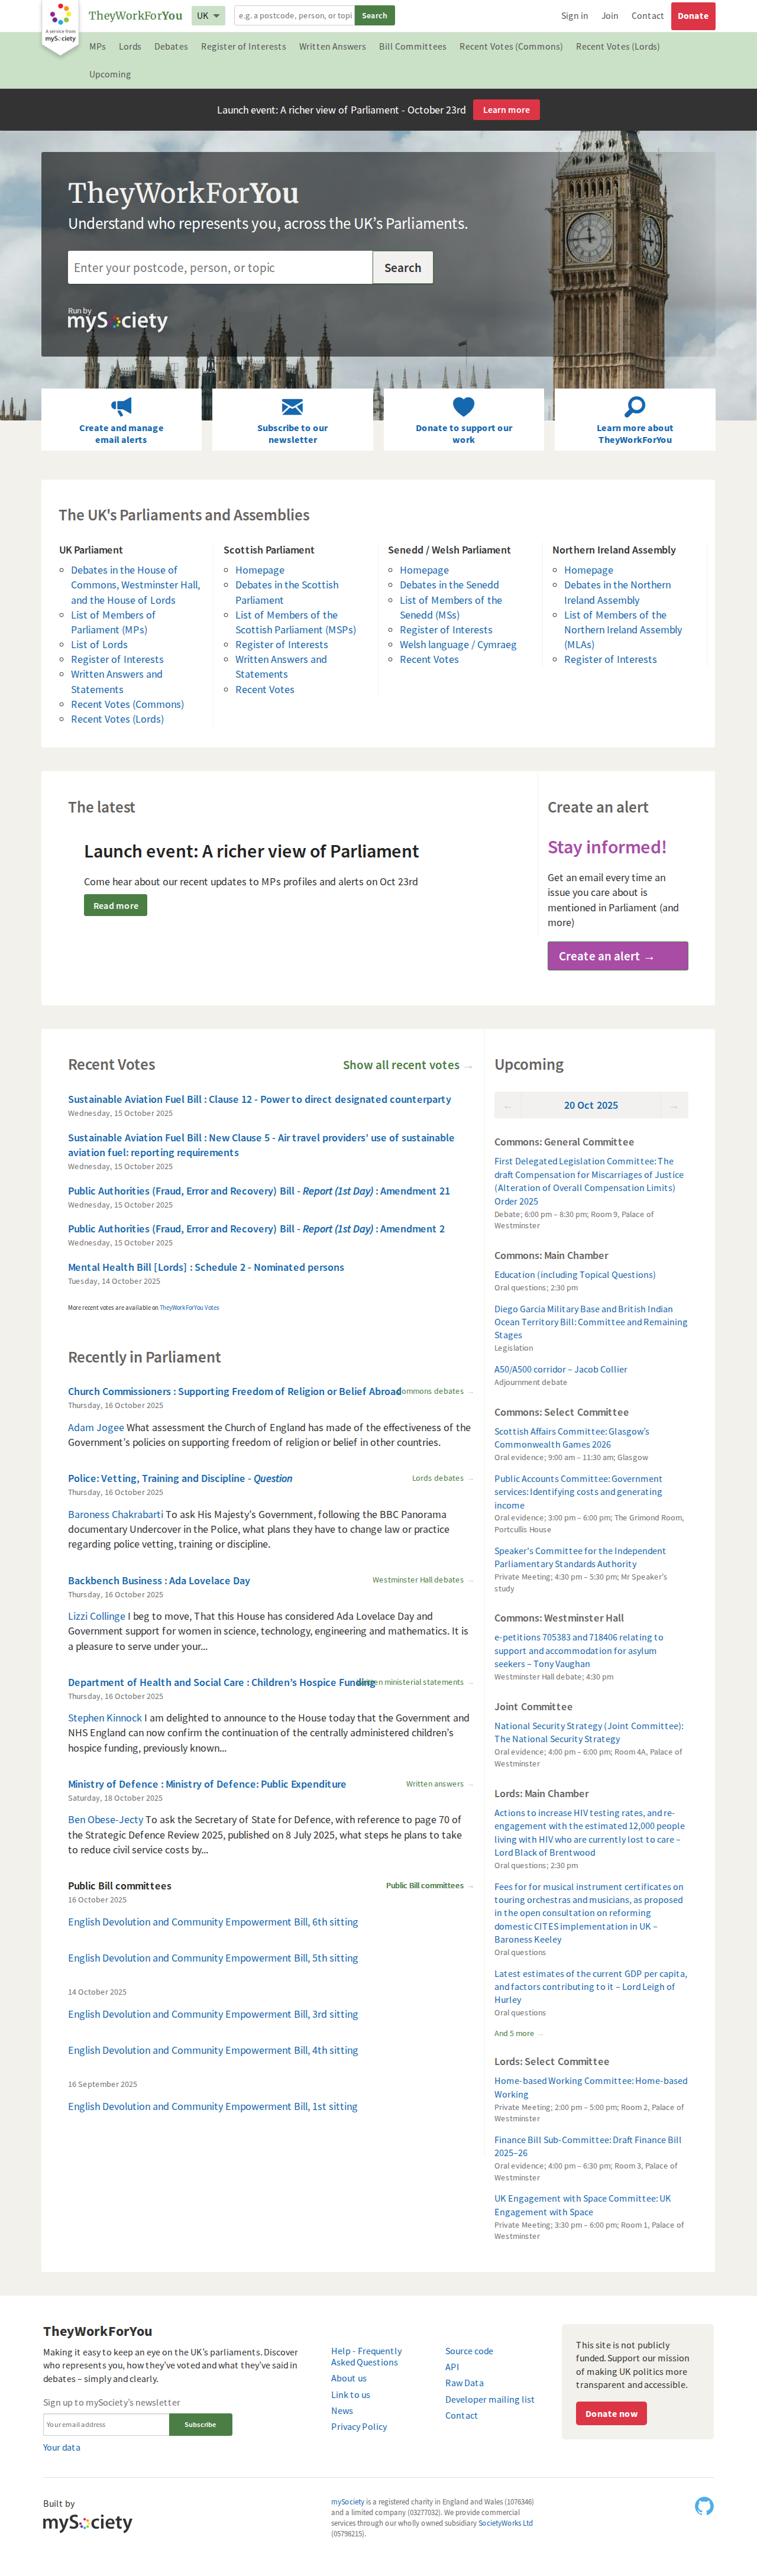 A service from
mySociety
TheyWorkForYou
UK
e.g. a postcode, person, or topi
Search
Sign in
Join
Contact
Donate
MPs
Lords
Debates
Register of Interests
Written Answers
Bill Committees
Recent Votes (Commons)
Recent Votes (Lords)
Upcoming
Launch event: A richer view of Parliament - October 23rd
Learn more
TheyWorkForYou
Understand who represents you, across the UK’s Parliaments.
Enter your postcode, person, or topic
Search
Run by
mySociety
Create and manage
email alerts
Subscribe to our
newsletter
Donate to support our
work
Learn more about
TheyWorkForYou
The UK's Parliaments and Assemblies
UK Parliament
Debates in the House of
Commons, Westminster Hall,
and the House of Lords
List of Members of
Parliament (MPs)
List of Lords
Register of Interests
Written Answers and
Statements
Recent Votes (Commons)
Recent Votes (Lords)
Scottish Parliament
Homepage
Debates in the Scottish
Parliament
List of Members of the
Scottish Parliament (MSPs)
Register of Interests
Written Answers and
Statements
Recent Votes
Senedd / Welsh Parliament
Homepage
Debates in the Senedd
List of Members of the
Senedd (MSs)
Register of Interests
Welsh language / Cymraeg
Recent Votes
Northern Ireland Assembly
Homepage
Debates in the Northern
Ireland Assembly
List of Members of the
Northern Ireland Assembly
(MLAs)
Register of Interests
The latest
Launch event: A richer view of Parliament
Come hear about our recent updates to MPs profiles and alerts on Oct 23rd
Read more
Create an alert
Stay informed!
Get an email every time an
issue you care about is
mentioned in Parliament (and
more)
Create an alert →
Recent Votes
Show all recent votes →
Sustainable Aviation Fuel Bill : Clause 12 - Power to direct designated counterparty
Wednesday, 15 October 2025
Sustainable Aviation Fuel Bill : New Clause 5 - Air travel providers’ use of sustainable
aviation fuel: reporting requirements
Wednesday, 15 October 2025
Public Authorities (Fraud, Error and Recovery) Bill - Report (1st Day) : Amendment 21
Wednesday, 15 October 2025
Public Authorities (Fraud, Error and Recovery) Bill - Report (1st Day) : Amendment 2
Wednesday, 15 October 2025
Mental Health Bill [Lords] : Schedule 2 - Nominated persons
Tuesday, 14 October 2025
More recent votes are available on TheyWorkForYou Votes
Recently in Parliament
Church Commissioners : Supporting Freedom of Religion or Belief Abroad
Commons debates →
Thursday, 16 October 2025
Adam Jogee What assessment the Church of England has made of the effectiveness of the
Government’s policies on supporting freedom of religion or belief in other countries.
Police: Vetting, Training and Discipline - Question
Lords debates →
Thursday, 16 October 2025
Baroness Chakrabarti To ask His Majesty’s Government, following the BBC Panorama
documentary Undercover in the Police, what plans they have to change law or practice
regarding police vetting, training or discipline.
Backbench Business : Ada Lovelace Day
Westminster Hall debates →
Thursday, 16 October 2025
Lizzi Collinge I beg to move, That this House has considered Ada Lovelace Day and
Government support for women in science, technology, engineering and mathematics. It is
a pleasure to serve under your...
Department of Health and Social Care : Children’s Hospice Funding
Written ministerial statements →
Thursday, 16 October 2025
Stephen Kinnock I am delighted to announce to the House today that the Government and
NHS England can now confirm the continuation of the centrally administered children’s
hospice funding, previously known...
Ministry of Defence : Ministry of Defence: Public Expenditure
Written answers →
Saturday, 18 October 2025
Ben Obese-Jecty To ask the Secretary of State for Defence, with reference to page 70 of
the Strategic Defence Review 2025, published on 8 July 2025, what steps he plans to take
to reduce civil service costs by...
Public Bill committees
Public Bill committees →
16 October 2025
English Devolution and Community Empowerment Bill, 6th sitting
English Devolution and Community Empowerment Bill, 5th sitting
14 October 2025
English Devolution and Community Empowerment Bill, 3rd sitting
English Devolution and Community Empowerment Bill, 4th sitting
16 September 2025
English Devolution and Community Empowerment Bill, 1st sitting
Upcoming
← 20 Oct 2025 →
Commons: General Committee
First Delegated Legislation Committee: The
draft Compensation for Miscarriages of Justice
(Alteration of Overall Compensation Limits)
Order 2025
Debate; 6:00 pm – 8:30 pm; Room 9, Palace of
Westminster
Commons: Main Chamber
Education (including Topical Questions)
Oral questions; 2:30 pm
Diego Garcia Military Base and British Indian
Ocean Territory Bill: Committee and Remaining
Stages
Legislation
A50/A500 corridor – Jacob Collier
Adjournment debate
Commons: Select Committee
Scottish Affairs Committee: Glasgow’s
Commonwealth Games 2026
Oral evidence; 9:00 am – 11:30 am; Glasgow
Public Accounts Committee: Government
services: Identifying costs and generating
income
Oral evidence; 3:00 pm – 6:00 pm; The Grimond Room,
Portcullis House
Speaker's Committee for the Independent
Parliamentary Standards Authority
Private Meeting; 4:30 pm – 5:30 pm; Mr Speaker's
study
Commons: Westminster Hall
e-petitions 705383 and 718406 relating to
support and accommodation for asylum
seekers – Tony Vaughan
Westminster Hall debate; 4:30 pm
Joint Committee
National Security Strategy (Joint Committee):
The National Security Strategy
Oral evidence; 4:00 pm – 6:00 pm; Room 4A, Palace of
Westminster
Lords: Main Chamber
Actions to increase HIV testing rates, and re-
engagement with the estimated 12,000 people
living with HIV who are currently lost to care –
Lord Black of Brentwood
Oral questions; 2:30 pm
Fees for for musical instrument certificates on
touring orchestras and musicians, as proposed
in the open consultation on reforming
domestic CITES implementation in UK –
Baroness Keeley
Oral questions
Latest estimates of the current GDP per capita,
and factors contributing to it – Lord Leigh of
Hurley
Oral questions
And 5 more →
Lords: Select Committee
Home-based Working Committee: Home-based
Working
Private Meeting; 2:00 pm – 5:00 pm; Room 2, Palace of
Westminster
Finance Bill Sub-Committee: Draft Finance Bill
2025–26
Oral evidence; 4:00 pm – 6:30 pm; Room 3, Palace of
Westminster
UK Engagement with Space Committee: UK
Engagement with Space
Private Meeting; 3:30 pm – 6:00 pm; Room 1, Palace of
Westminster
TheyWorkForYou
Making it easy to keep an eye on the UK’s parliaments. Discover
who represents you, how they’ve voted and what they’ve said in
debates – simply and clearly.
Sign up to mySociety’s newsletter
Your email address
Subscribe
Your data
Help - Frequently
Asked Questions
About us
Link to us
News
Privacy Policy
Source code
API
Raw Data
Developer mailing list
Contact
This site is not publicly
funded. Support our mission
of making UK politics more
transparent and accessible.
Donate now
Built by
mySociety
mySociety is a registered charity in England and Wales (1076346)
and a limited company (03277032). We provide commercial
services through our wholly owned subsidiary SocietyWorks Ltd
(05798215).